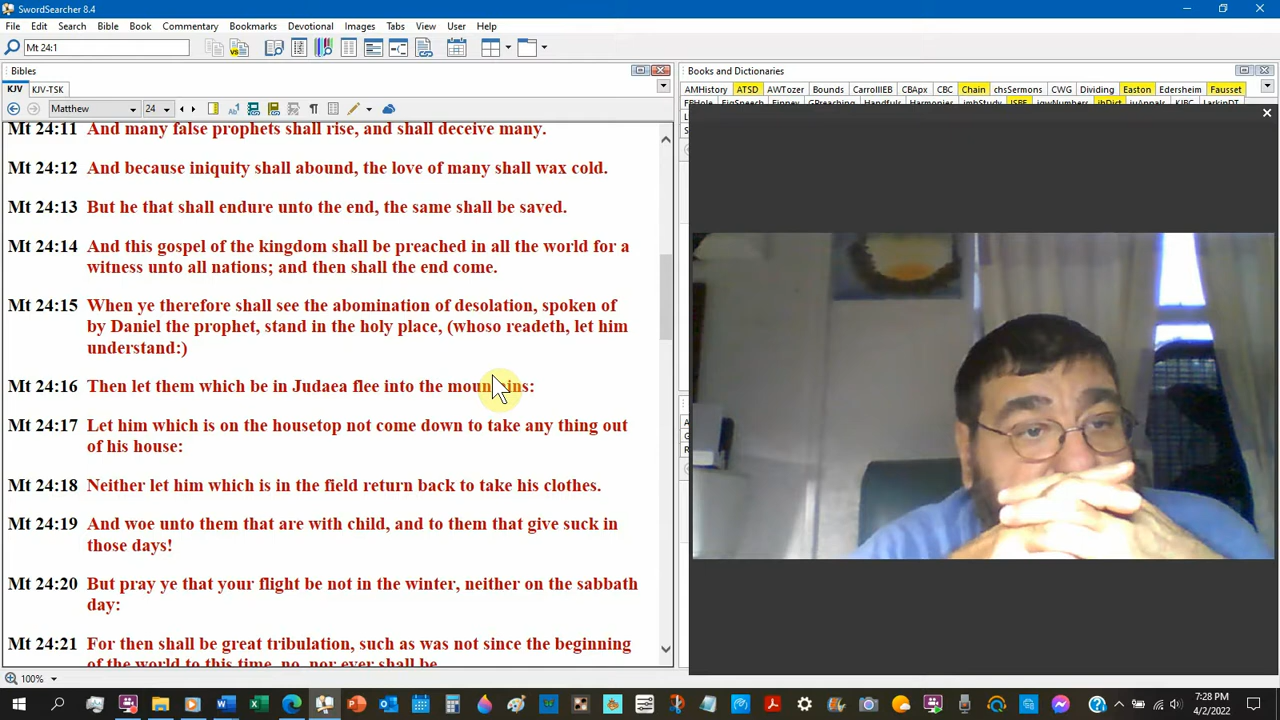 SwordSearcher 8.4
File Edit Search Bible Book Commentary Bookmarks Devotional Images Tabs View User Help
Mt 24:1
Bibles
KJV KJV-TSK
Matthew 24
Mt 24:11 And many false prophets shall rise, and shall deceive many.
Mt 24:12 And because iniquity shall abound, the love of many shall wax cold.
Mt 24:13 But he that shall endure unto the end, the same shall be saved.
Mt 24:14 And this gospel of the kingdom shall be preached in all the world for a
witness unto all nations; and then shall the end come.
Mt 24:15 When ye therefore shall see the abomination of desolation, spoken of
by Daniel the prophet, stand in the holy place, (whoso readeth, let him
understand:)
Mt 24:16 Then let them which be in Judaea flee into the mountains:
Mt 24:17 Let him which is on the housetop not come down to take any thing out
of his house:
Mt 24:18 Neither let him which is in the field return back to take his clothes.
Mt 24:19 And woe unto them that are with child, and to them that give suck in
those days!
Mt 24:20 But pray ye that your flight be not in the winter, neither on the sabbath
day:
Mt 24:21 For then shall be great tribulation, such as was not since the beginning
of the world to this time, no, nor ever shall be
100%
Books and Dictionaries
AMHistory ATSD AWTozer Bounds CarrollIEB CBApx CBC Chain chsSermons CWG Dividing Easton Edersheim Fausset
7:28 PM
4/2/2022